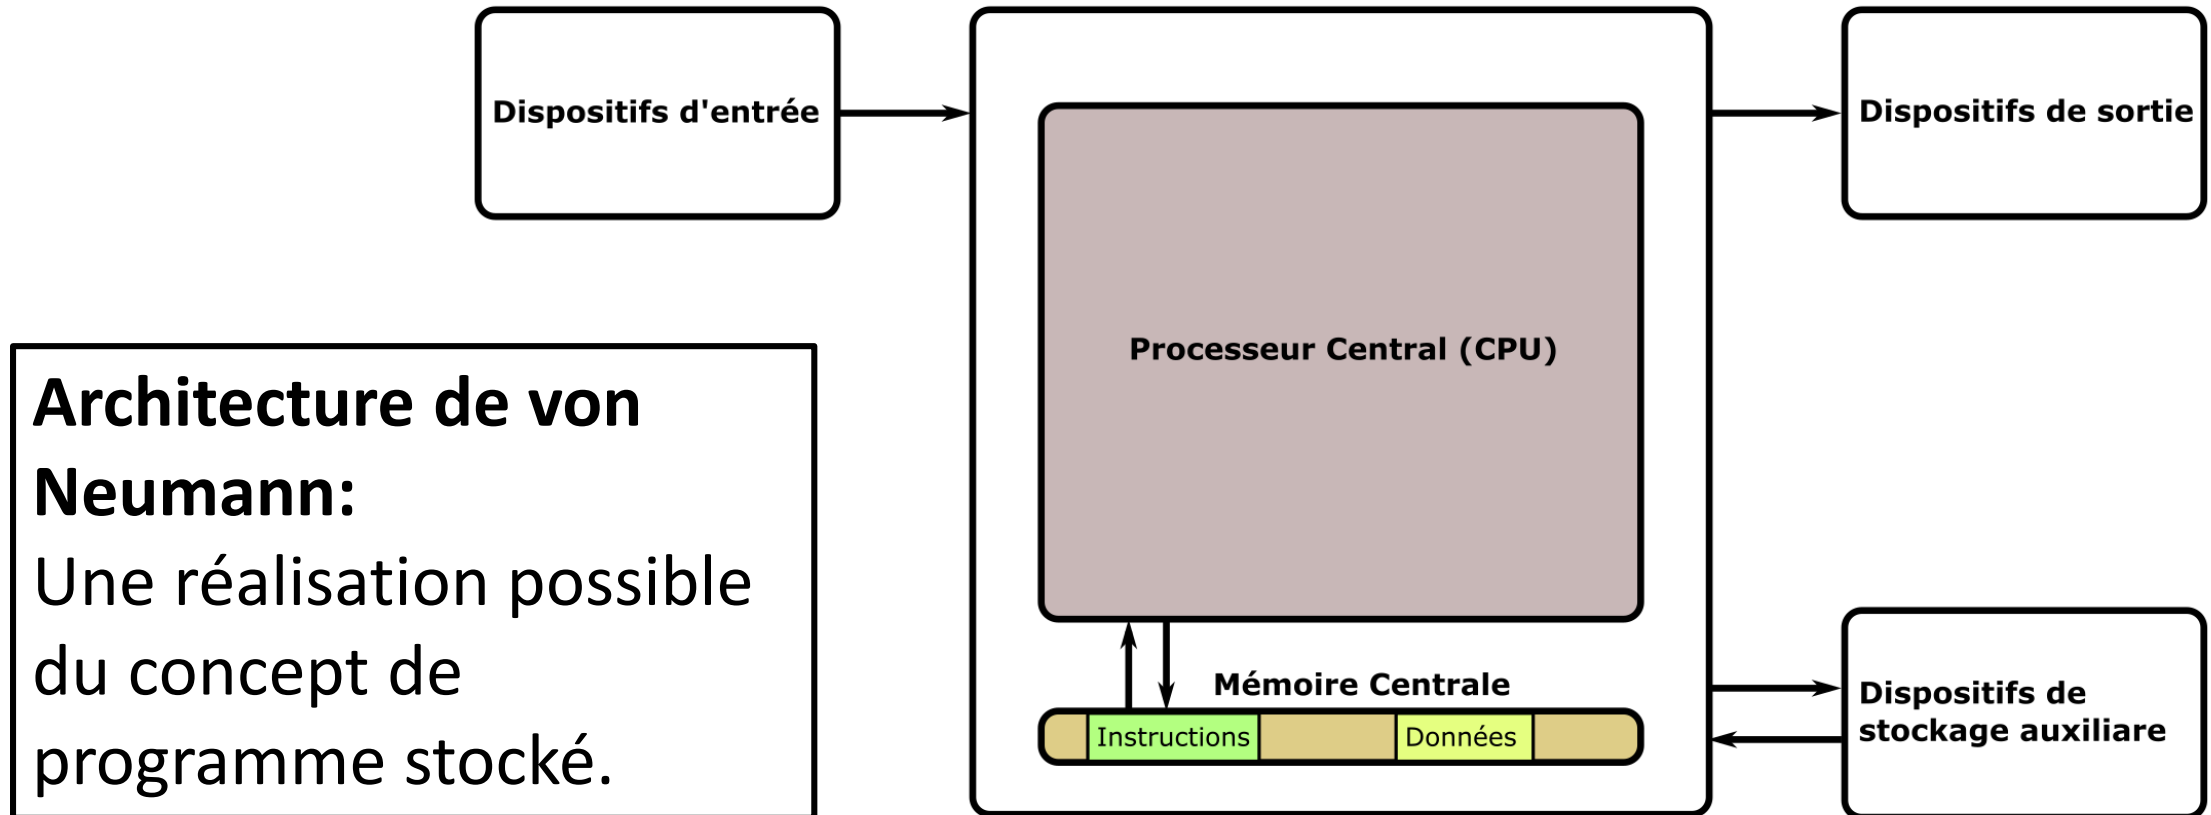 Dispositifs d'entrée
Dispositifs de sortie
Processeur Central (CPU)
Architecture de von
Neumann:
Une réalisation possible
du concept de
programme stocké.
Mémoire Centrale
Instructions
Données
Dispositifs de
stockage auxiliare